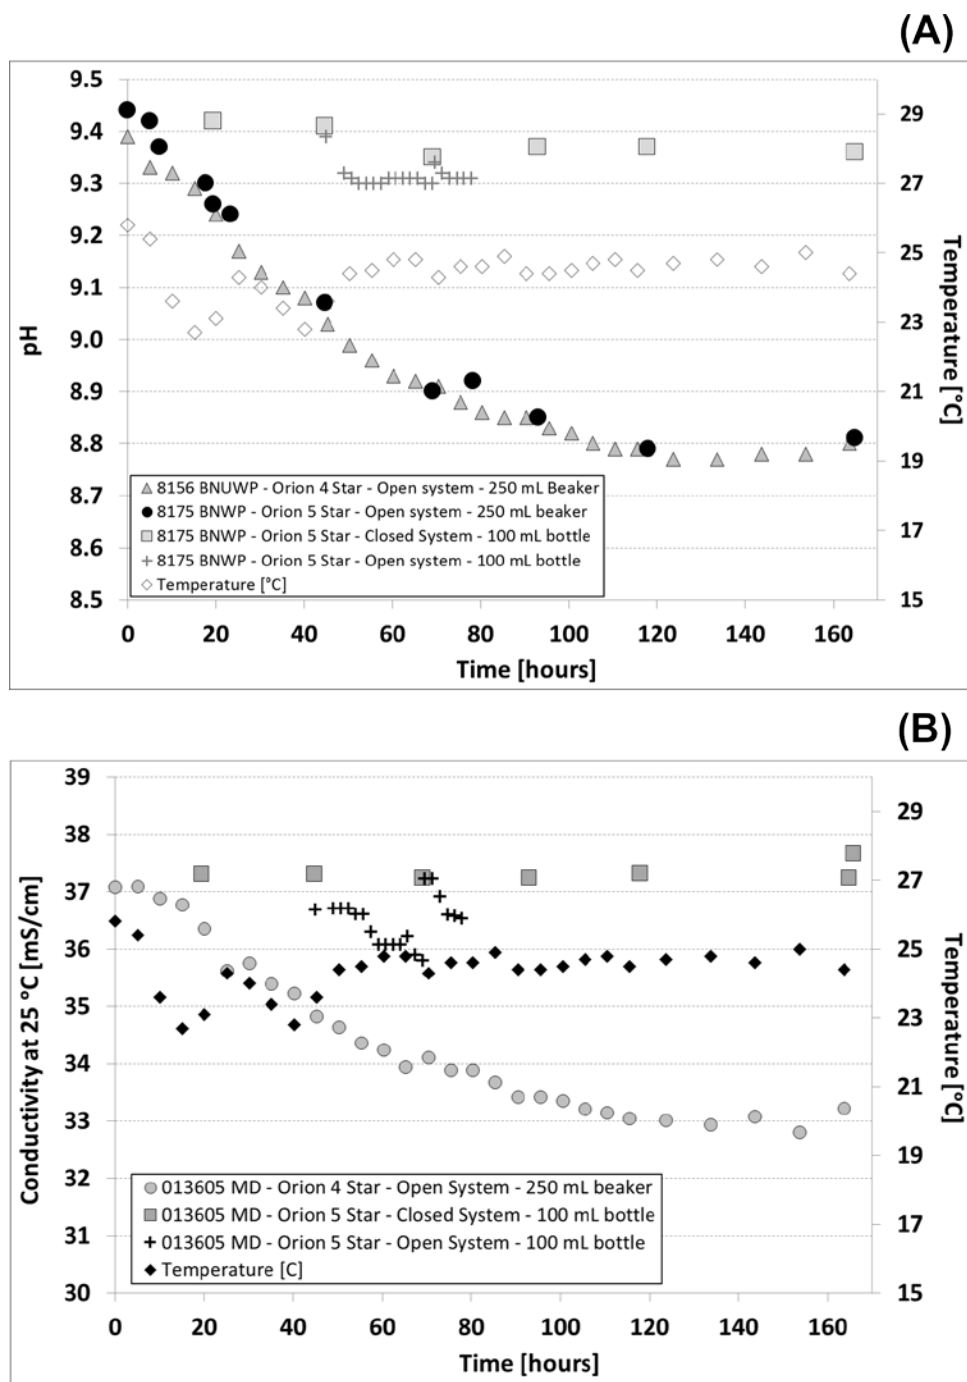 (A)
9.5
9.4
9.3
9.2
9.1
9.0
8.9
8.8
8.7
8.6
8.5
pH
29
27
25
23
21
19
17
15
Temperature [°C]
8156 BNUWP - Orion 4 Star - Open system - 250 mL Beaker
8175 BNWP - Orion 5 Star - Open system - 250 mL beaker
8175 BNWP - Orion 5 Star - Closed System - 100 mL bottle
8175 BNWP - Orion 5 Star - Open system - 100 mL bottle
Temperature [°C]
0 20 40 60 80 100 120 140 160
Time [hours]
(B)
39
38
37
36
35
34
33
32
31
30
Conductivity at 25 °C [mS/cm]
29
27
25
23
21
19
17
15
Temperature [°C]
013605 MD - Orion 4 Star - Open System - 250 mL beaker
013605 MD - Orion 5 Star - Closed System - 100 mL bottle
013605 MD - Orion 5 Star - Open System - 100 mL bottle
Temperature [C]
0 20 40 60 80 100 120 140 160
Time [hours]